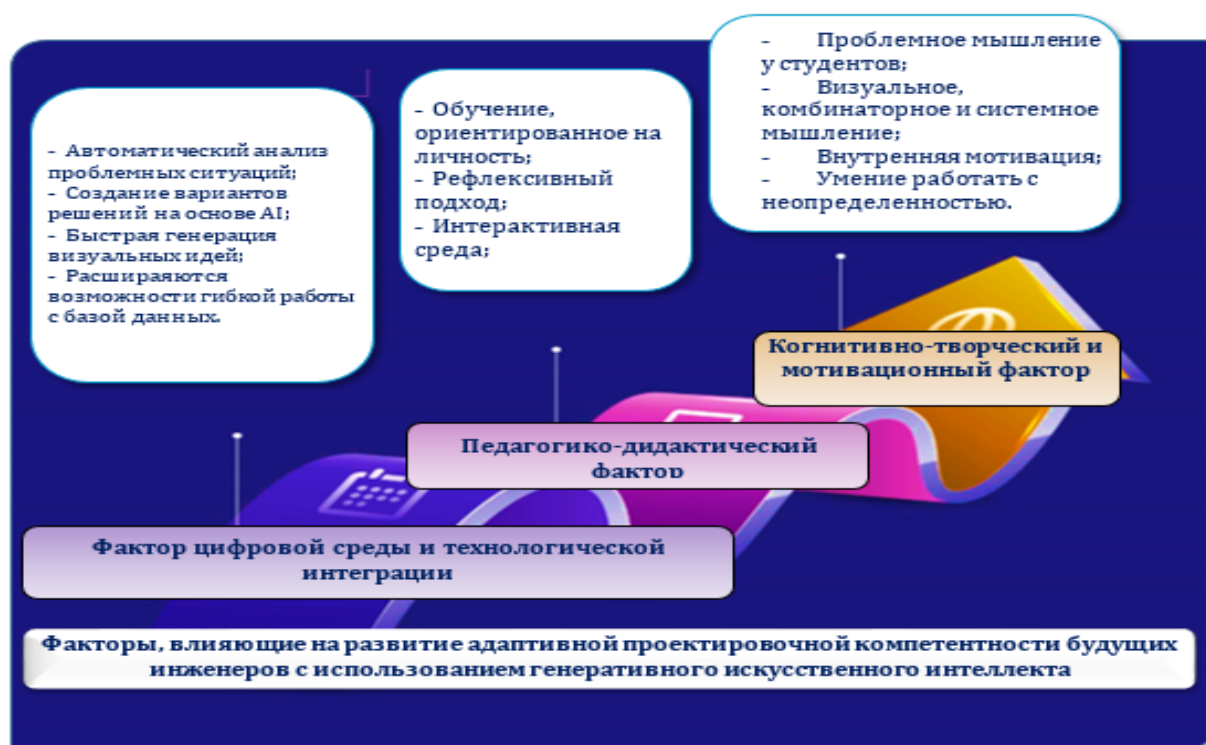 - Автоматический анализ
проблемных ситуаций;
- Создание вариантов
решений на основе AI;
- Быстрая генерация
визуальных идей;
- Расшираяются
возможности гибкой работы
с базой данных.
- Обучение,
ориентированное на
личность;
- Рефлексивный
подход;
- Интерактивная
среда;
- Проблемное мышление
у студентов;
- Визуальное,
комбинаторное и системное
мышление;
- Внутренняя мотивация;
- Умение работать с
неопределенностью.
Когнитивно-творческий и
мотивационный фактор
Педагогико-дидактический
фактор
Фактор цифровой среды и технологической
интеграции
Факторы, влияющие на развитие адаптивной проектировочной компетентности будущих
инженеров с использованием генеративного искусственного интеллекта